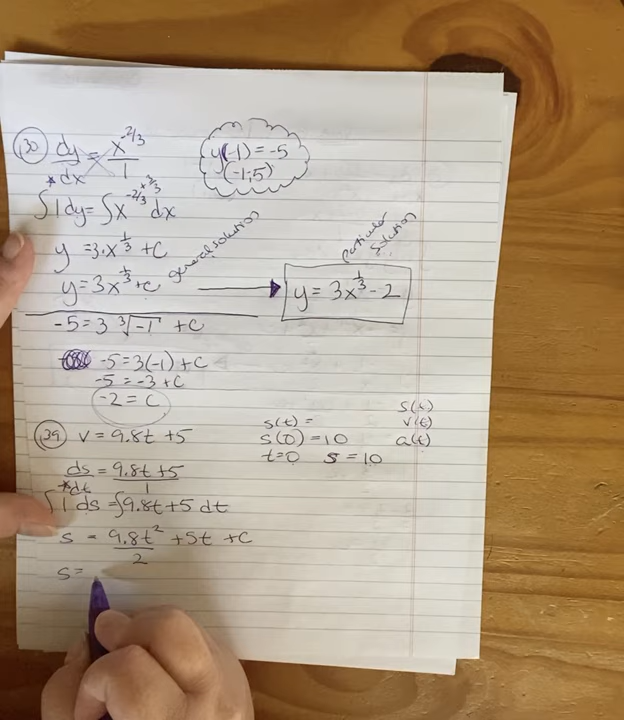 30 dy/dx = x^-2/3 / 1
y(-1) = -5
(-1,-5)
∫1dy = ∫x^-2/3 +3/3 dx
y = 3·x^1/3 + C
y = 3x^1/3 + C
general solution
particular solution
y = 3x^1/3 - 2
-5 = 3 ∛-1 + C
-5 = 3(-1) + C
-5 = -3 + C
-2 = C
39 v = 9.8t + 5
s(t) =
s(0) = 10
t=0 s = 10
s(t)
v(t)
a(t)
ds/dt = 9.8t + 5 / 1
∫1 ds = ∫9.8t + 5 dt
s = 9.8t²/2 + 5t + C
s =